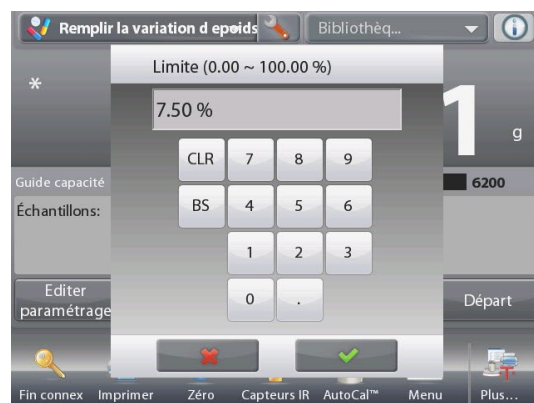 Remplir la variation d epoids
Bibliothèq...
Limite (0.00 ~ 100.00 %)
*
7.50 %
1
g
CLR 7 8 9
Guide capacité
6200
Échantillons:
BS 4 5 6
1 2 3
0 .
Editer
paramétrage
Départ
Fin connex Imprimer Zéro Capteurs IR AutoCal™ Menu Plus...